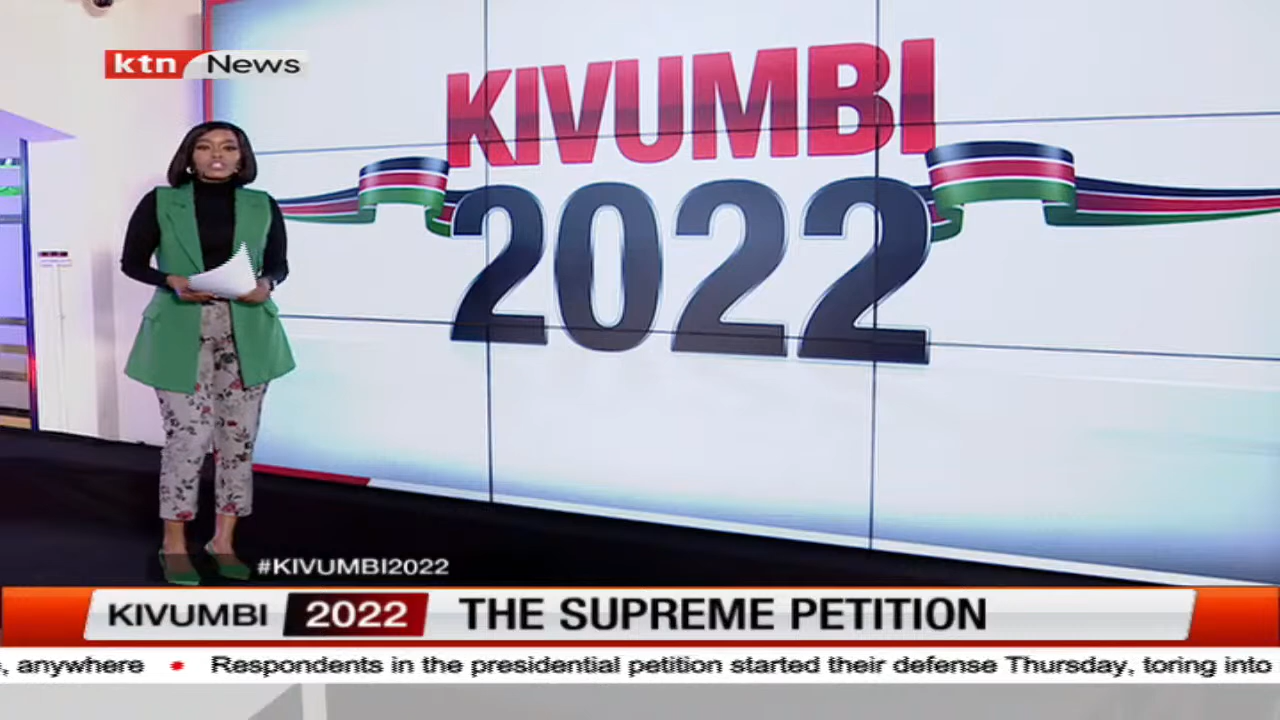 ktn News
KIVUMBI
2022
#KIVUMBI2022
KIVUMBI 2022 THE SUPREME PETITION
, anywhere • Respondents in the presidential petition started their defense Thursday, toring into